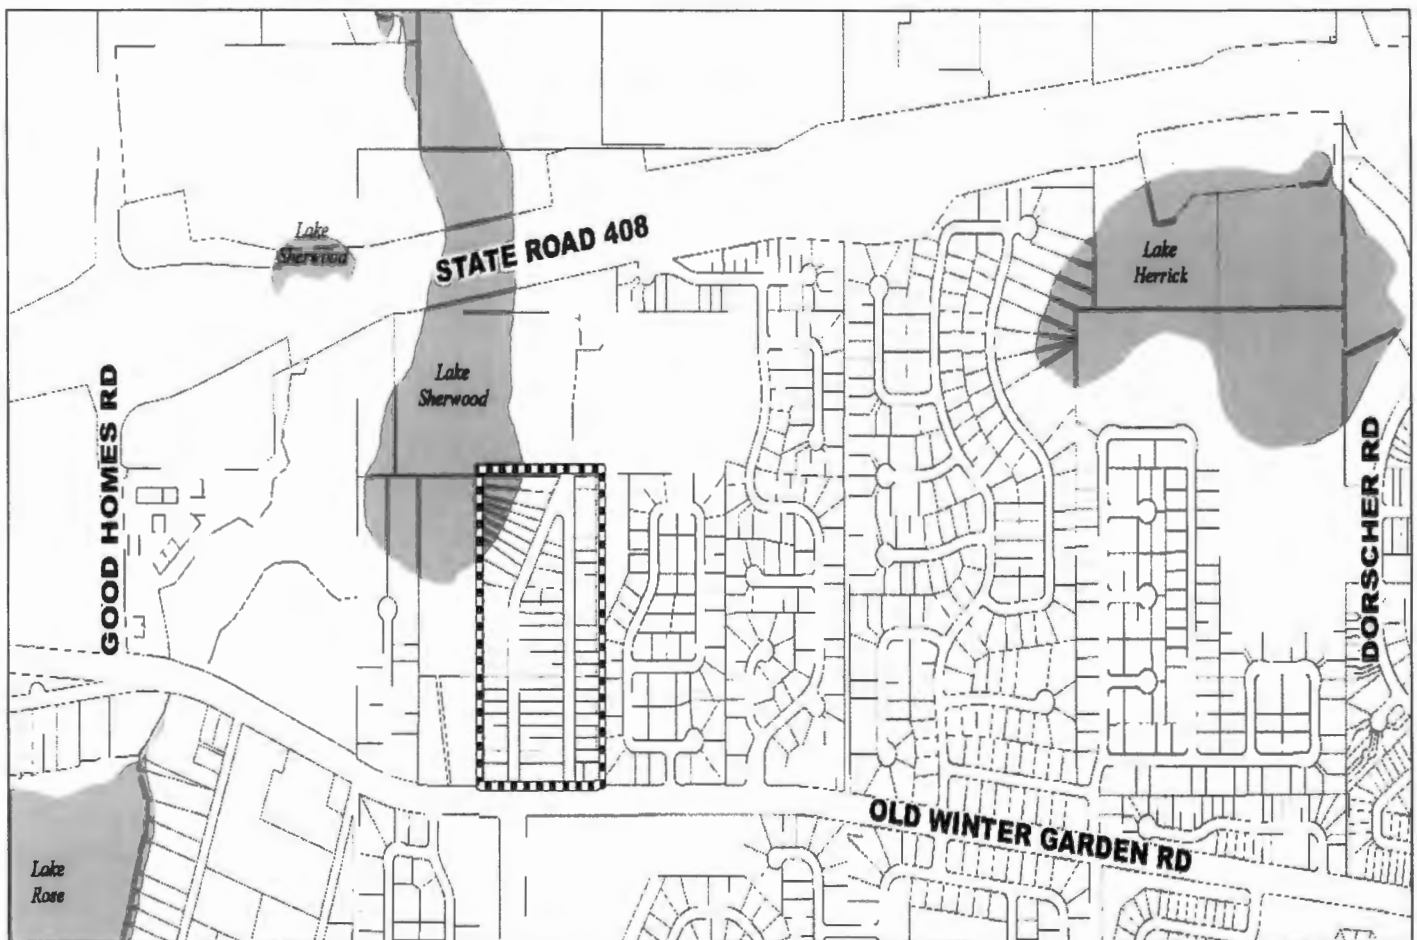 Lake
Sherwood
STATE ROAD 408
Lake
Herrick
Lake
Sherwood
GOOD HOMES RD
DORSCHER RD
OLD WINTER GARDEN RD
Lake
Rose